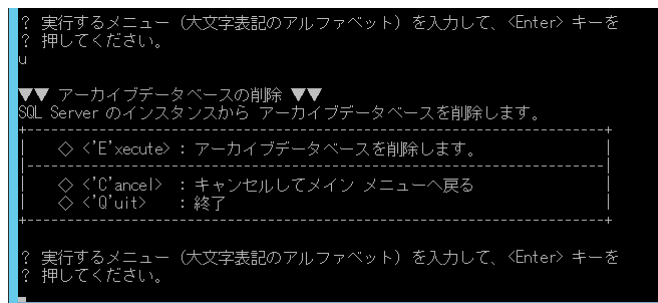 ? 実行するメニュー (大文字表記のアルファベット) を入力して、<Enter> キーを
? 押してください。
u
▼▼ アーカイブデータベースの削除 ▼▼
SQL Server のインスタンスから アーカイブデータベースを削除します。
+-----------------------------------------------------------------------+
| ◇ <'E'xecute> : アーカイブデータベースを削除します。 |
|-----------------------------------------------------------------------|
| ◇ <'C'ancel> : キャンセルしてメイン メニューへ戻る |
| ◇ <'Q'uit> : 終了 |
+-----------------------------------------------------------------------+
? 実行するメニュー (大文字表記のアルファベット) を入力して、<Enter> キーを
? 押してください。